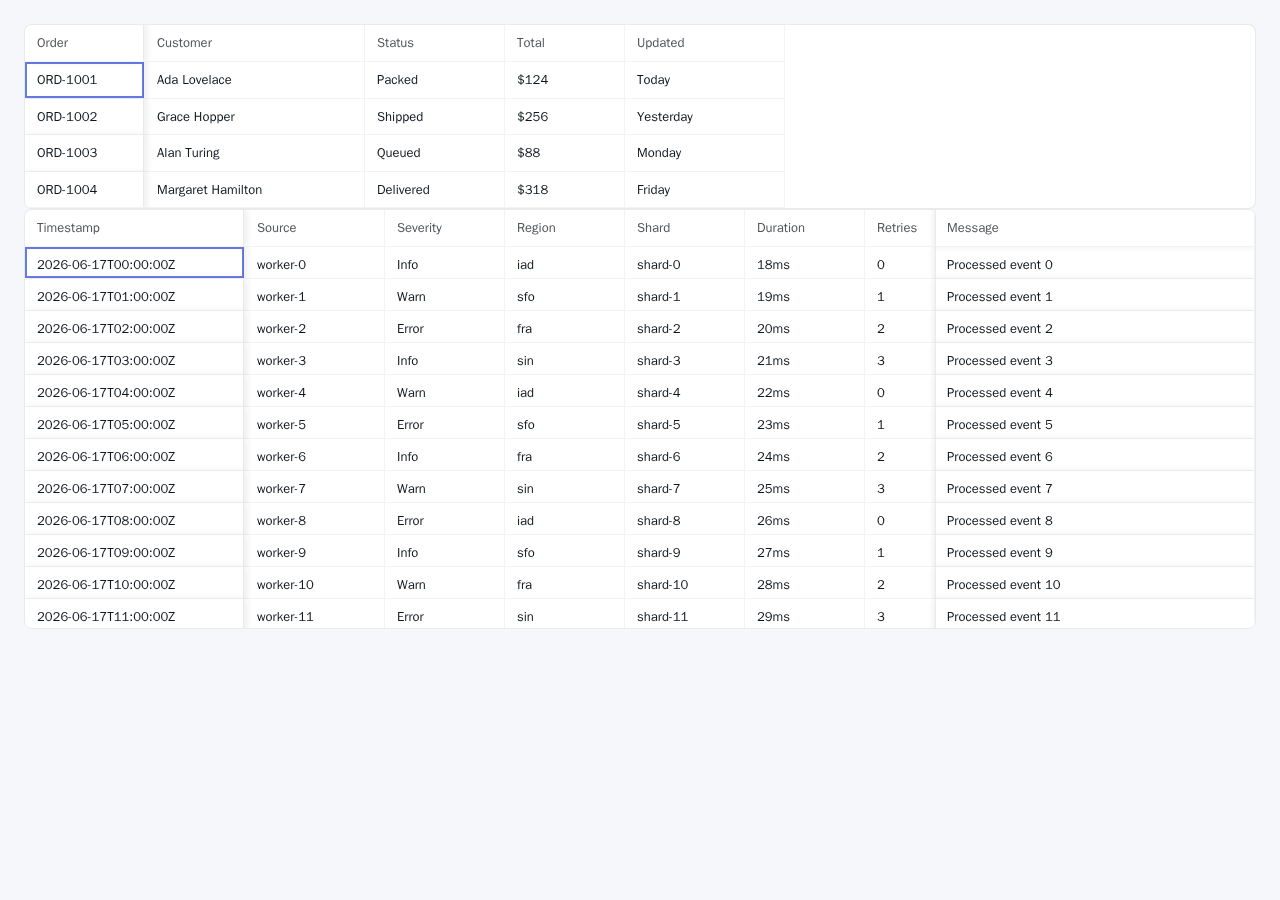 Order Customer Status Total Updated
ORD-1001 Ada Lovelace Packed $124 Today
ORD-1002 Grace Hopper Shipped $256 Yesterday
ORD-1003 Alan Turing Queued $88 Monday
ORD-1004 Margaret Hamilton Delivered $318 Friday
Timestamp Source Severity Region Shard Duration Retries Message
2026-06-17T00:00:00Z worker-0 Info iad shard-0 18ms 0 Processed event 0
2026-06-17T01:00:00Z worker-1 Warn sfo shard-1 19ms 1 Processed event 1
2026-06-17T02:00:00Z worker-2 Error fra shard-2 20ms 2 Processed event 2
2026-06-17T03:00:00Z worker-3 Info sin shard-3 21ms 3 Processed event 3
2026-06-17T04:00:00Z worker-4 Warn iad shard-4 22ms 0 Processed event 4
2026-06-17T05:00:00Z worker-5 Error sfo shard-5 23ms 1 Processed event 5
2026-06-17T06:00:00Z worker-6 Info fra shard-6 24ms 2 Processed event 6
2026-06-17T07:00:00Z worker-7 Warn sin shard-7 25ms 3 Processed event 7
2026-06-17T08:00:00Z worker-8 Error iad shard-8 26ms 0 Processed event 8
2026-06-17T09:00:00Z worker-9 Info sfo shard-9 27ms 1 Processed event 9
2026-06-17T10:00:00Z worker-10 Warn fra shard-10 28ms 2 Processed event 10
2026-06-17T11:00:00Z worker-11 Error sin shard-11 29ms 3 Processed event 11